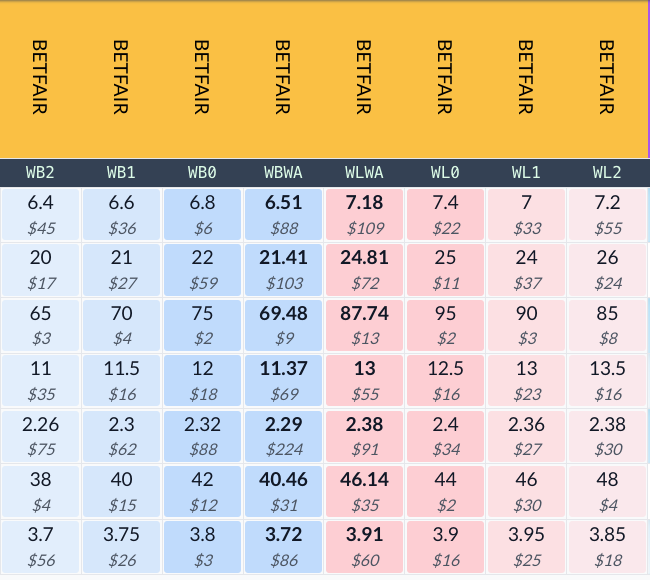 BETFAIR BETFAIR BETFAIR BETFAIR BETFAIR BETFAIR BETFAIR BETFAIR
WB2 WB1 WB0 WBWA WLWA WL0 WL1 WL2
6.4 6.6 6.8 6.51 7.18 7.4 7 7.2
$45 $36 $6 $88 $109 $22 $33 $55
20 21 22 21.41 24.81 25 24 26
$17 $27 $59 $103 $72 $11 $37 $24
65 70 75 69.48 87.74 95 90 85
$3 $4 $2 $9 $13 $2 $3 $8
11 11.5 12 11.37 13 12.5 13 13.5
$35 $16 $18 $69 $55 $16 $23 $16
2.26 2.3 2.32 2.29 2.38 2.4 2.36 2.38
$75 $62 $88 $224 $91 $34 $27 $30
38 40 42 40.46 46.14 44 46 48
$4 $15 $12 $31 $35 $2 $30 $4
3.7 3.75 3.8 3.72 3.91 3.9 3.95 3.85
$56 $26 $3 $86 $60 $16 $25 $18